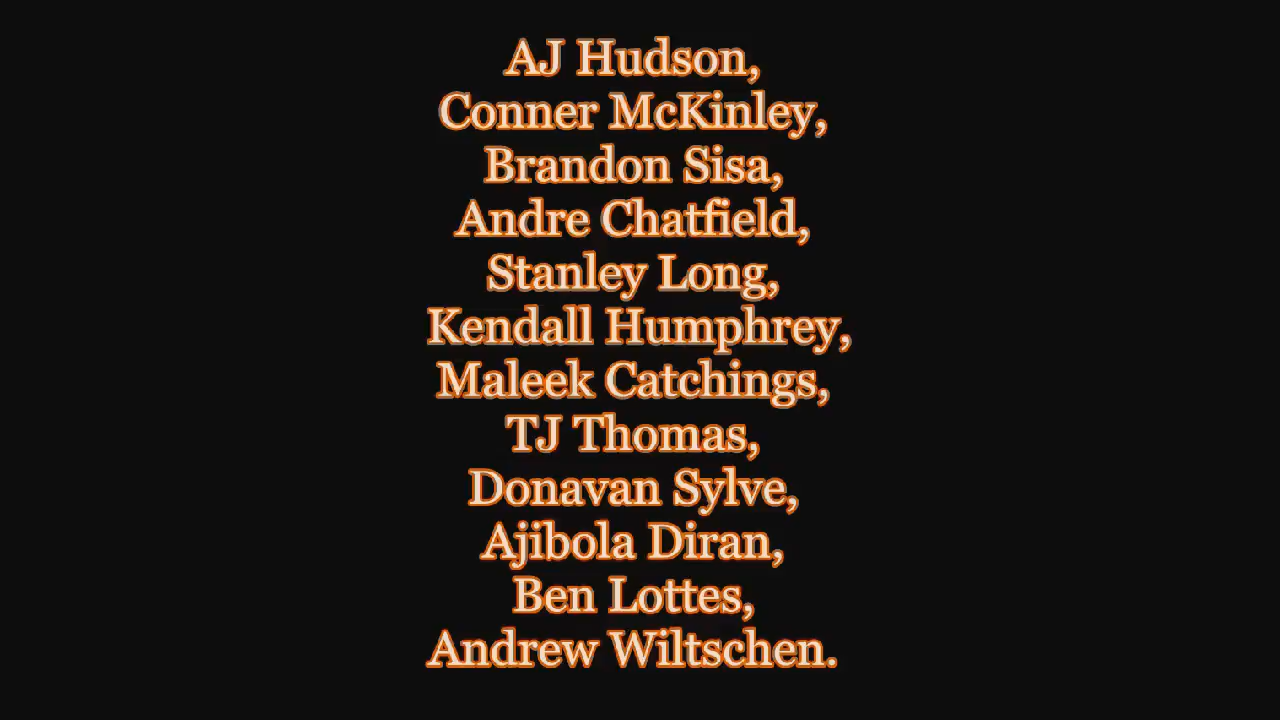 AJ Hudson,
Conner McKinley,
Brandon Sisa,
Andre Chatfield,
Stanley Long,
Kendall Humphrey,
Maleek Catchings,
TJ Thomas,
Donavan Sylve,
Ajibola Diran,
Ben Lottes,
Andrew Wiltschen.